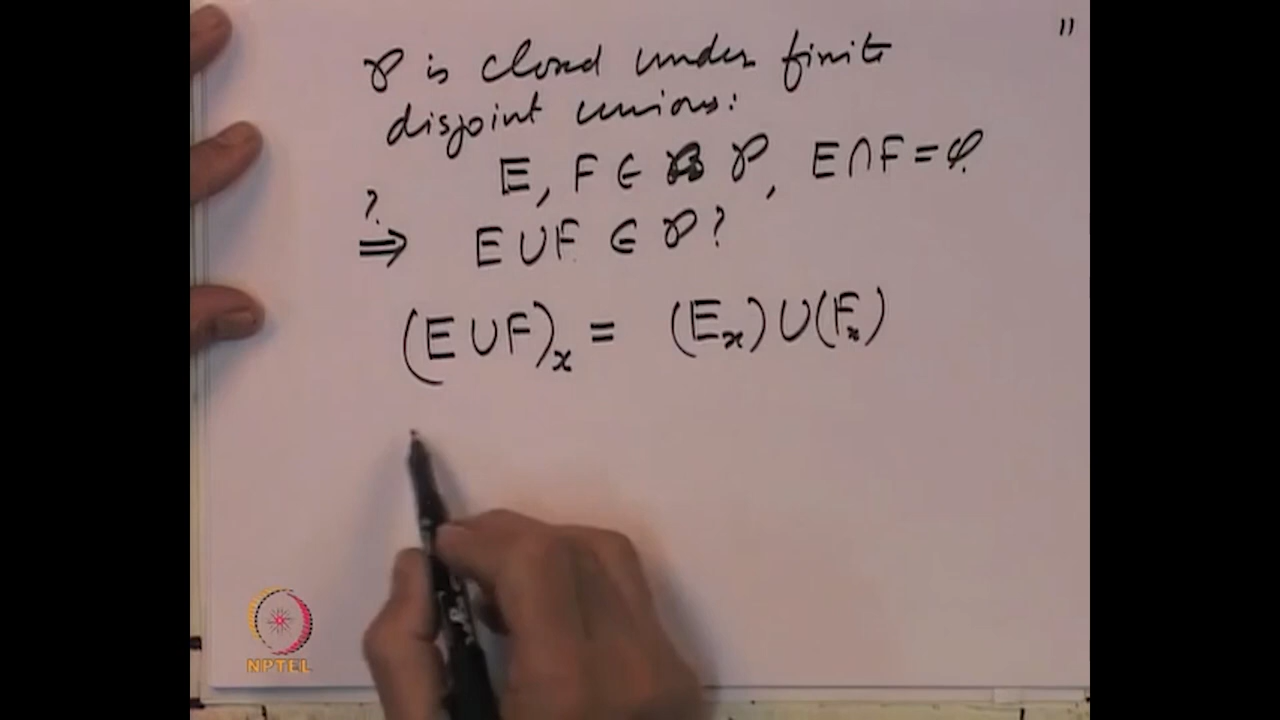 11
𝒫 is closed under finite
disjoint unions:
E, F ∈ 𝒫, E ∩ F = φ.
? ⇒ E ∪ F ∈ 𝒫 ?
(E ∪ F)ₓ = (Eₓ) ∪ (Fₓ)
NPTEL